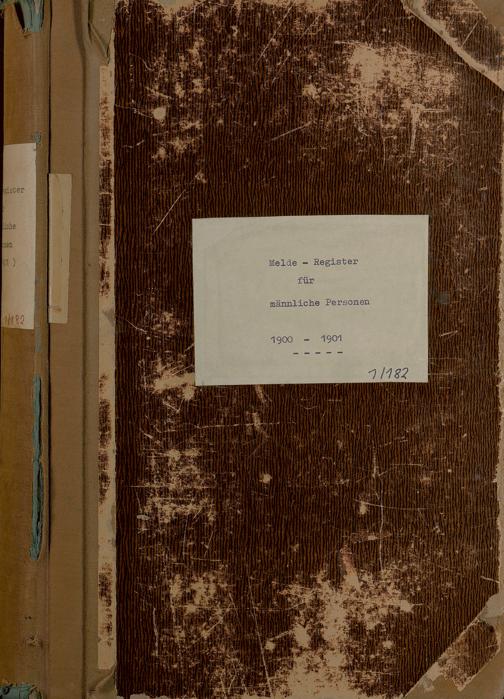 Melde - Register
für
männliche Personen
1900 - 1901
- - - - -
1/182